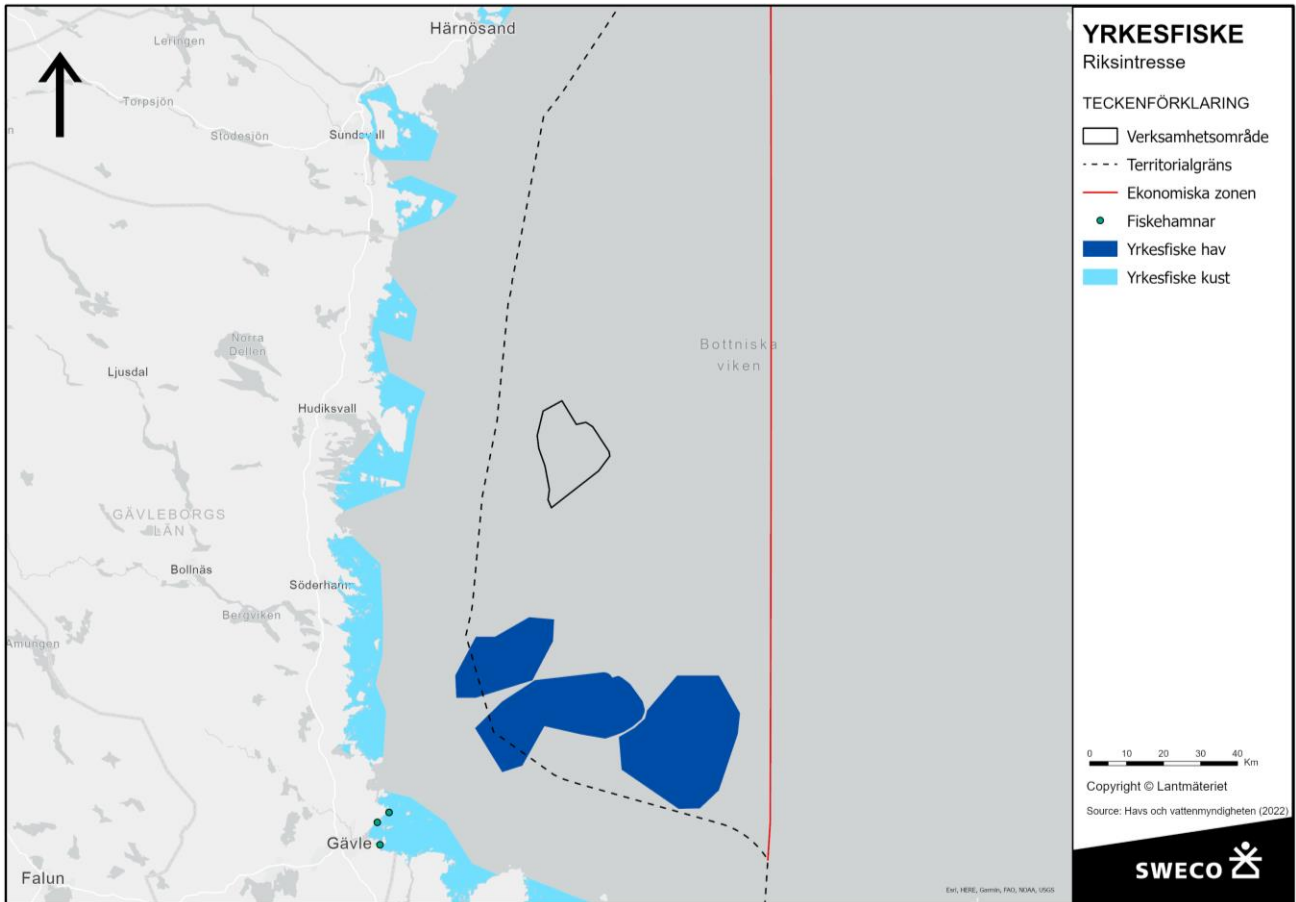 Härnösand
Leringen
Torpsjön
Stödesjön
Sundsvall
Norra
Dellen
Ljusdal
Hudiksvall
Bottniska
viken
GÄVLEBORGS
LÄN
Bollnäs
Söderhamn
Bergviken
Amungen
Gävle
Falun
Esri, HERE, Garmin, FAO, NOAA, USGS
YRKESFISKE
Riksintresse
TECKENFÖRKLARING
Verksamhetsområde
Territorialgräns
Ekonomiska zonen
Fiskehamnar
Yrkesfiske hav
Yrkesfiske kust
0 10 20 30 40
Km
Copyright © Lantmäteriet
Source: Havs och vattenmyndigheten (2022)
SWECO